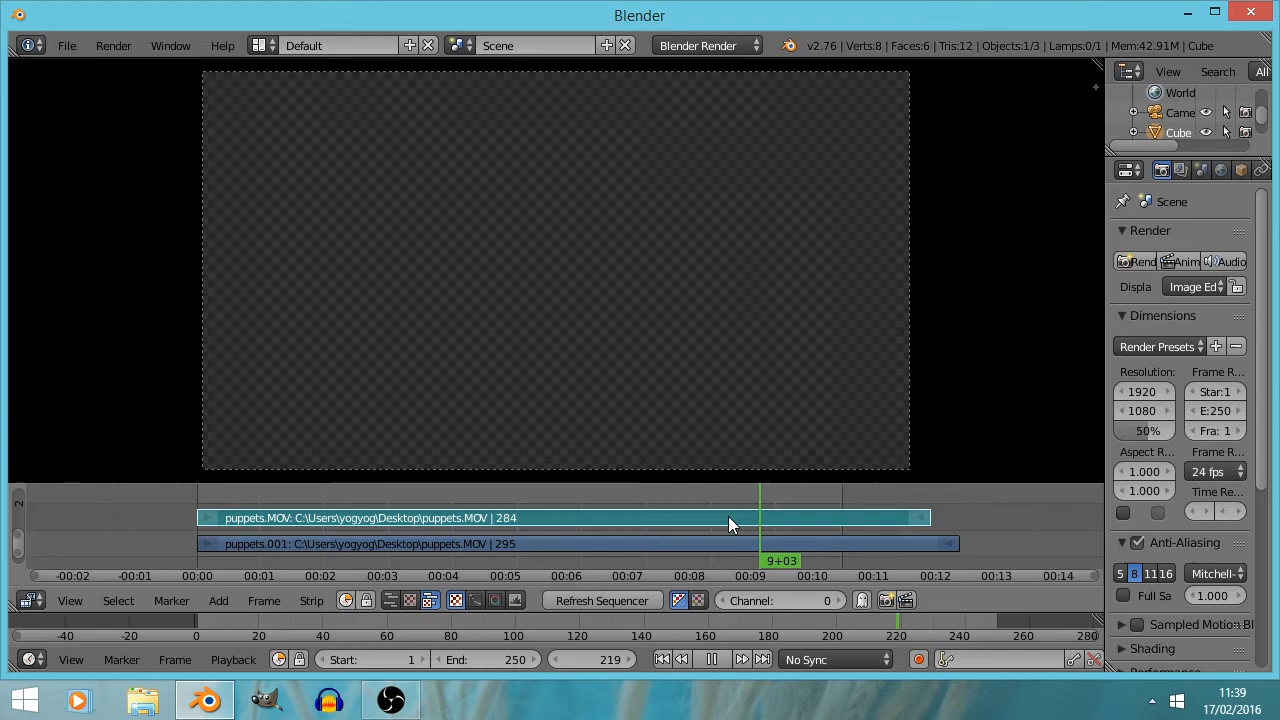 Blender
File Render Window Help Default Scene Blender Render v2.76 | Verts:8 | Faces:6 | Tris:12 | Objects:1/3 | Lamps:0/1 | Mem:42.91M | Cube
View Search All
World
Came
Cube
Scene
Render
Rend Anim Audio
Displa Image Ed
Dimensions
Render Presets
Resolution: Frame R...
1920 Star:1
1080 E:250
50% Fra: 1
Aspect R... Frame R...
1.000 24 fps
1.000 Time Re...
Anti-Aliasing
5 8 11 16 Mitchell-
Full Sa 1.000
Sampled Motion Bl
Shading
2
puppets.MOV: C:\Users\yogyog\Desktop\puppets.MOV | 284
puppets.001: C:\Users\yogyog\Desktop\puppets.MOV | 295
9+03
-00:02 -00:01 00:00 00:01 00:02 00:03 00:04 00:05 00:06 00:07 00:08 00:09 00:10 00:11 00:12 00:13 00:14
View Select Marker Add Frame Strip Refresh Sequencer Channel: 0
-40 -20 0 20 40 60 80 100 120 140 160 180 200 220 240 260 280
View Marker Frame Playback Start: 1 End: 250 219 No Sync
11:39
17/02/2016